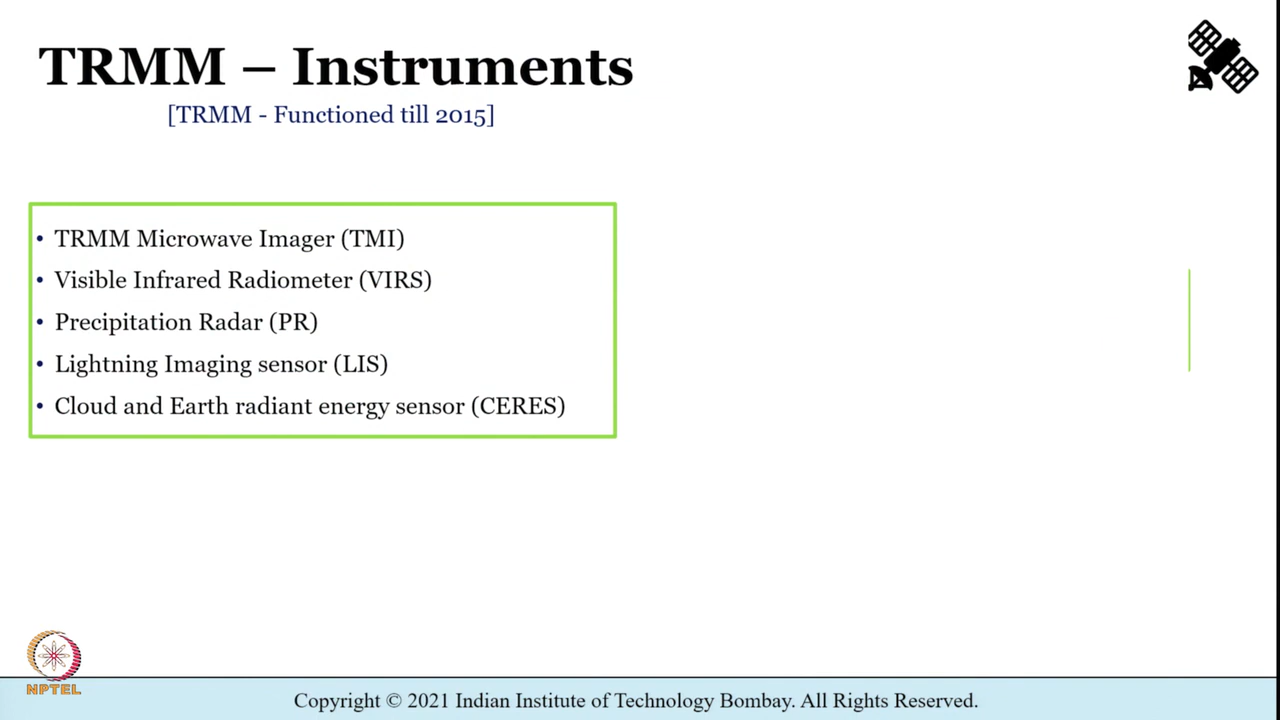 TRMM – Instruments
[TRMM - Functioned till 2015]
• TRMM Microwave Imager (TMI)
• Visible Infrared Radiometer (VIRS)
• Precipitation Radar (PR)
• Lightning Imaging sensor (LIS)
• Cloud and Earth radiant energy sensor (CERES)
NPTEL
Copyright © 2021 Indian Institute of Technology Bombay. All Rights Reserved.